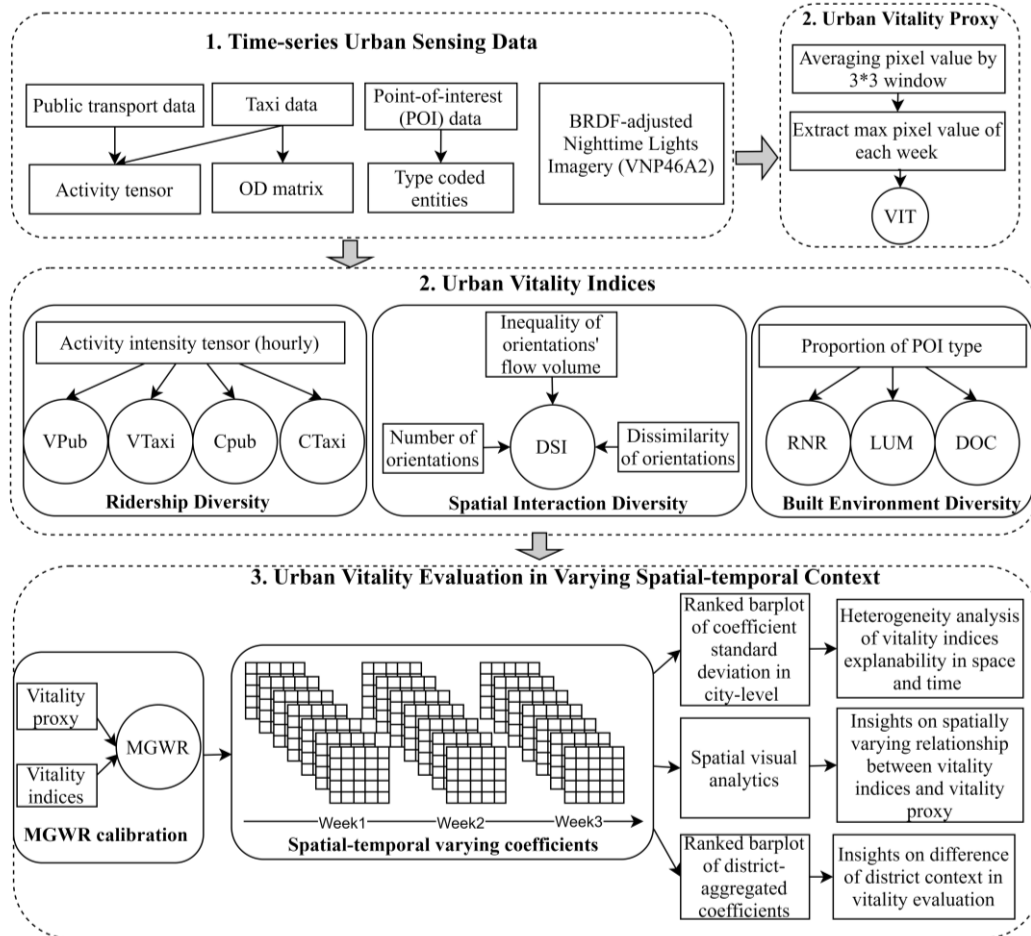 1. Time-series Urban Sensing Data
Public transport data
Taxi data
Point-of-interest
(POI) data
Activity tensor
OD matrix
Type coded
entities
BRDF-adjusted
Nighttime Lights
Imagery (VNP46A2)
2. Urban Vitality Proxy
Averaging pixel value by
3*3 window
Extract max pixel value of
each week
VIT
2. Urban Vitality Indices
Activity intensity tensor (hourly)
VPub
VTaxi
Cpub
CTaxi
Ridership Diversity
Inequality of
orientations'
flow volume
Number of
orientations
DSI
Dissimilarity
of orientations
Spatial Interaction Diversity
Proportion of POI type
RNR
LUM
DOC
Built Environment Diversity
3. Urban Vitality Evaluation in Varying Spatial-temporal Context
Vitality
proxy
Vitality
indices
MGWR
MGWR calibration
Week1
Week2
Week3
Spatial-temporal varying coefficients
Ranked barplot
of coefficient
standard
deviation in
city-level
Heterogeneity analysis
of vitality indices
explanability in space
and time
Spatial visual
analytics
Insights on spatially
varying relationship
between vitality
indices and vitality
proxy
Ranked barplot
of district-
aggregated
coefficients
Insights on difference
of district context in
vitality evaluation